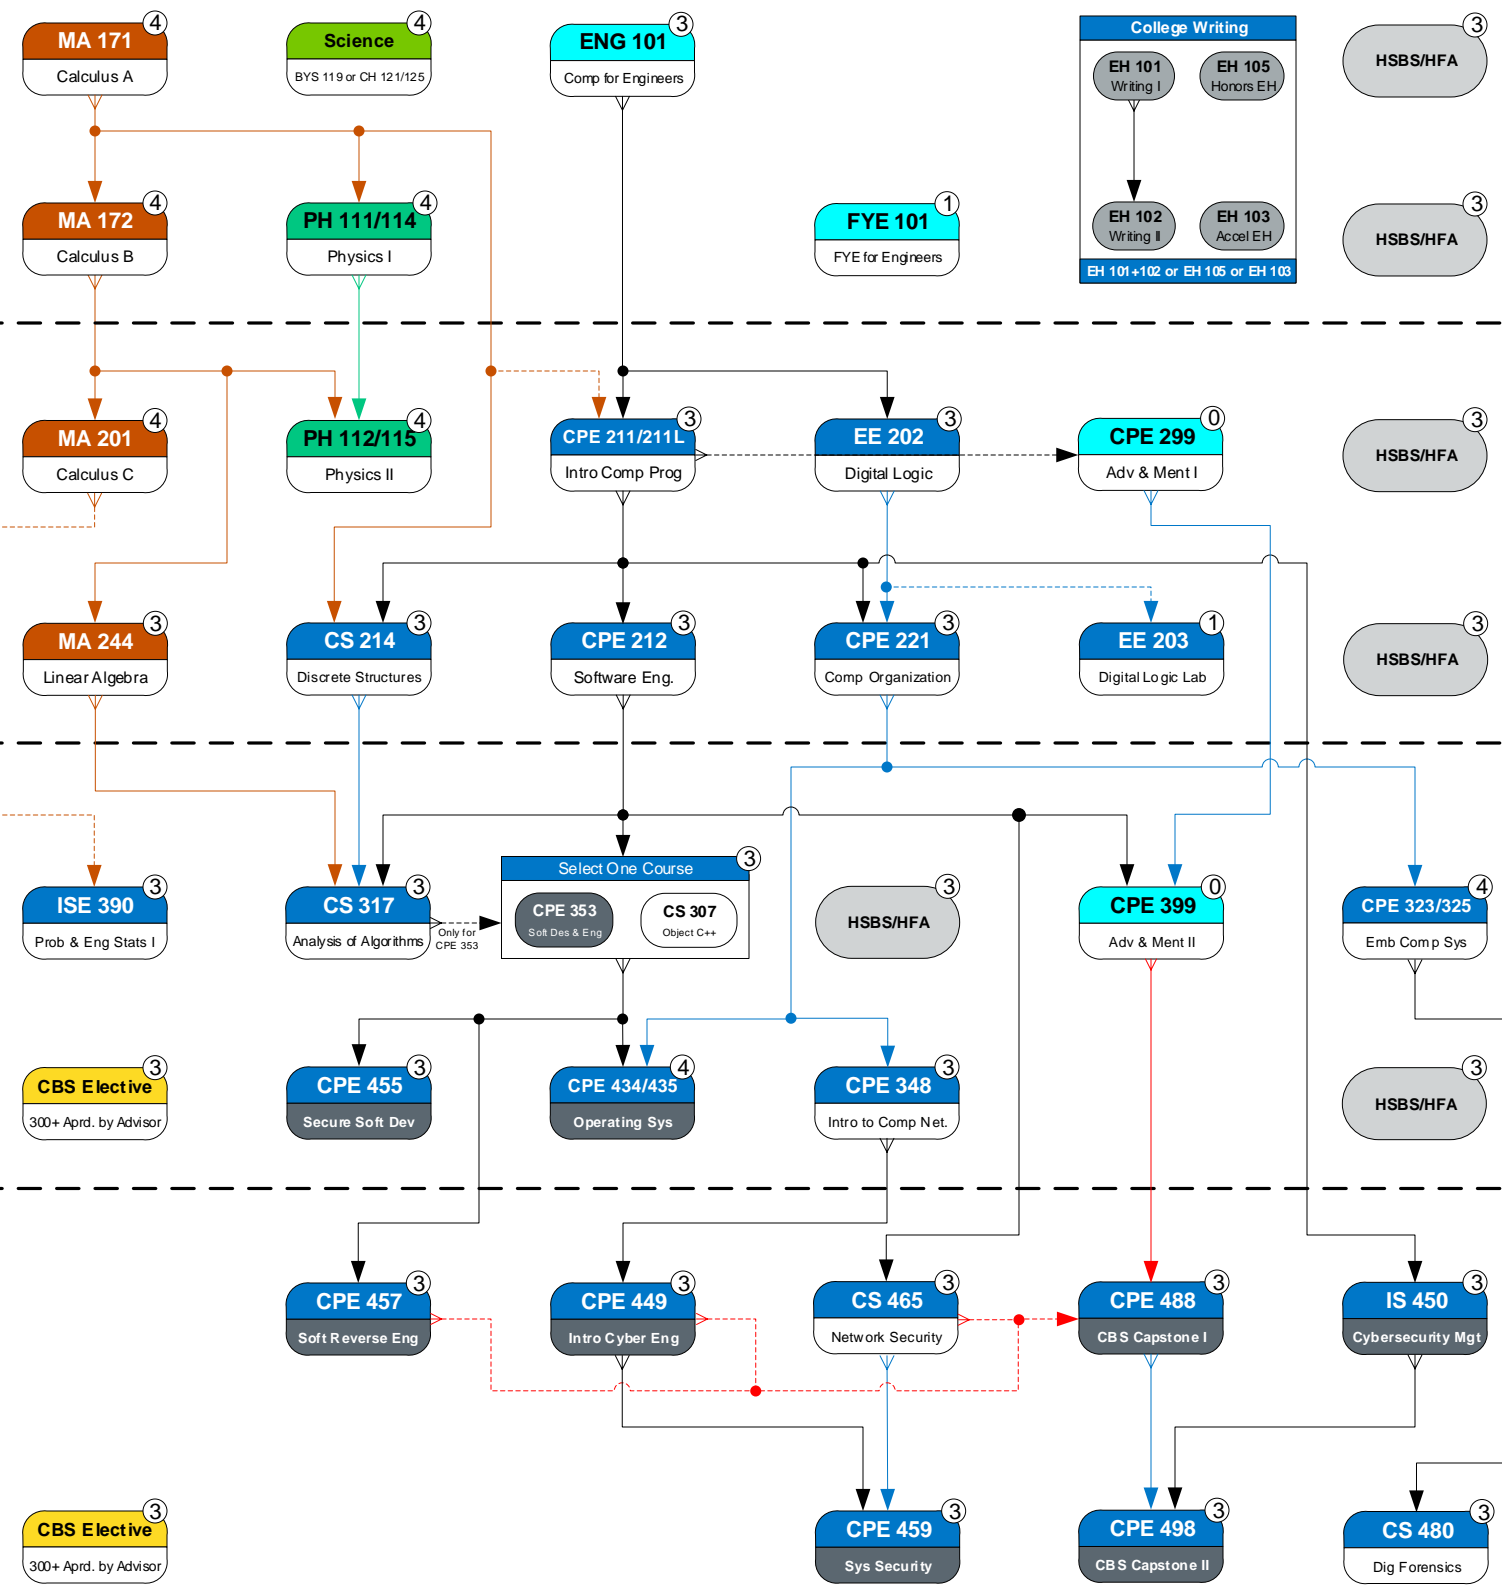 4
MA 171
Calculus A
4
Science
BYS 119 or CH 121/125
3
ENG 101
Comp for Engineers
College Writing
EH 101
Writing I
EH 105
Honors EH
EH 102
Writing II
EH 103
Accel EH
EH 101+102 or EH 105 or EH 103
3
HSBS/HFA
4
MA 172
Calculus B
4
PH 111/114
Physics I
1
FYE 101
FYE for Engineers
3
HSBS/HFA
4
MA 201
Calculus C
4
PH 112/115
Physics II
3
CPE 211/211L
Intro Comp Prog
3
EE 202
Digital Logic
0
CPE 299
Adv & Ment I
3
HSBS/HFA
3
MA 244
Linear Algebra
3
CS 214
Discrete Structures
3
CPE 212
Software Eng.
3
CPE 221
Comp Organization
1
EE 203
Digital Logic Lab
3
HSBS/HFA
3
ISE 390
Prob & Eng Stats I
3
CS 317
Analysis of Algorithms
Only for
CPE 353
3
Select One Course
CPE 353
Soft Des & Eng
CS 307
Object C++
3
HSBS/HFA
0
CPE 399
Adv & Ment II
4
CPE 323/325
Emb Comp Sys
3
CBS Elective
300+ Aprd. by Advisor
3
CPE 455
Secure Soft Dev
4
CPE 434/435
Operating Sys
3
CPE 348
Intro to Comp Net.
3
HSBS/HFA
3
CPE 457
Soft Reverse Eng
3
CPE 449
Intro Cyber Eng
3
CS 465
Network Security
3
CPE 488
CBS Capstone I
3
IS 450
Cybersecurity Mgt
3
CBS Elective
300+ Aprd. by Advisor
3
CPE 459
Sys Security
3
CPE 498
CBS Capstone II
3
CS 480
Dig Forensics